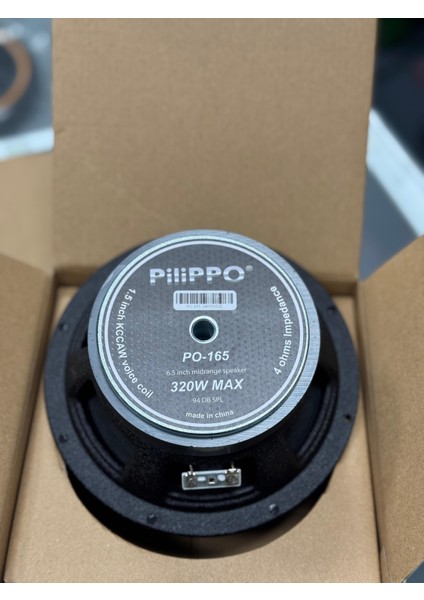 PiliPPO®
PO-165
6.5 inch midrange speaker
320W MAX
94 DB SPL
made in china
1.5 inch KCCAW voice coil
4 ohms Impedance